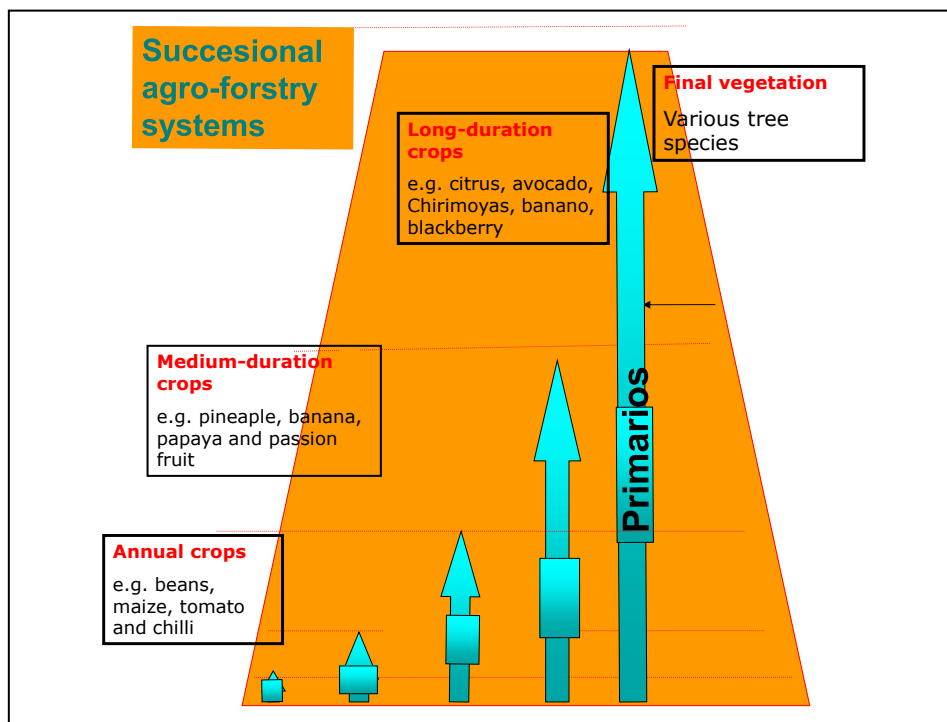 Succesional
agro-forstry
systems
Final vegetation
Various tree
species
Long-duration
crops
e.g. citrus, avocado,
Chirimoyas, banano,
blackberry
Medium-duration
crops
e.g. pineaple, banana,
papaya and passion
fruit
Primarios
Annual crops
e.g. beans,
maize, tomato
and chilli